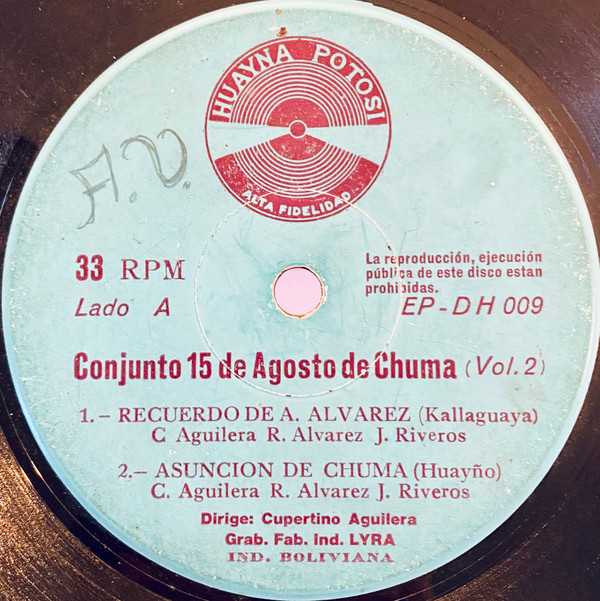 HUAYNA POTOSI
ALTA FIDELIDAD
A.V.
33 RPM
Lado A
La reproducción, ejecución
pública de este disco estan
prohibidas.
EP-DH 009
Conjunto 15 de Agosto de Chuma (Vol. 2)
1.- RECUERDO DE A. ALVAREZ (Kallaguaya)
C Aguilera R. Alvarez J. Riveros
2.- ASUNCION DE CHUMA (Huayño)
C. Aguilera R. Alvarez J. Riveros
Dirige: Cupertino Aguilera
Grab. Fab. Ind. LYRA
IND. BOLIVIANA